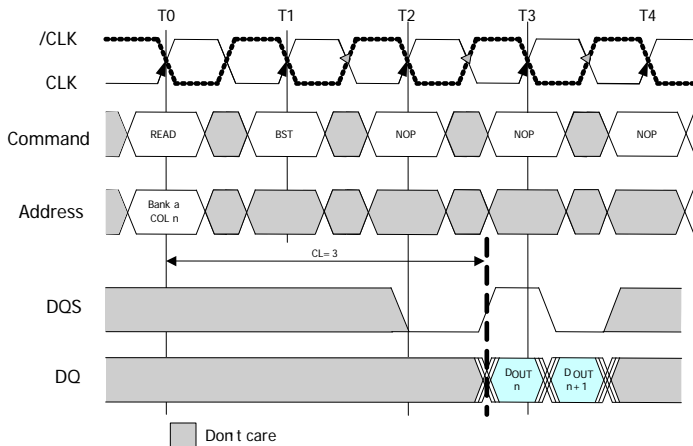 T0 T1 T2 T3 T4
/CLK
CLK
Command READ BST NOP NOP NOP
Address Bank a
COL n
CL= 3
DQS
DQ DOUT
n
DOUT
n+1
Don't care